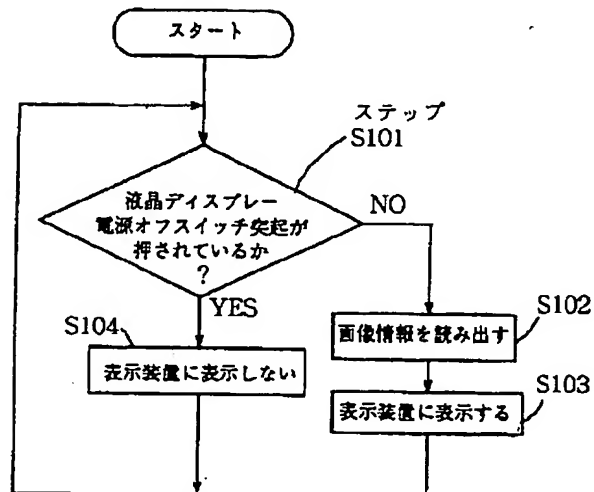 スタート
ステップ
S101
液晶ディスプレー
電源オフスイッチ突起が
押されているか
?
NO
YES
S104
表示装置に表示しない
S102
画像情報を読み出す
S103
表示装置に表示する